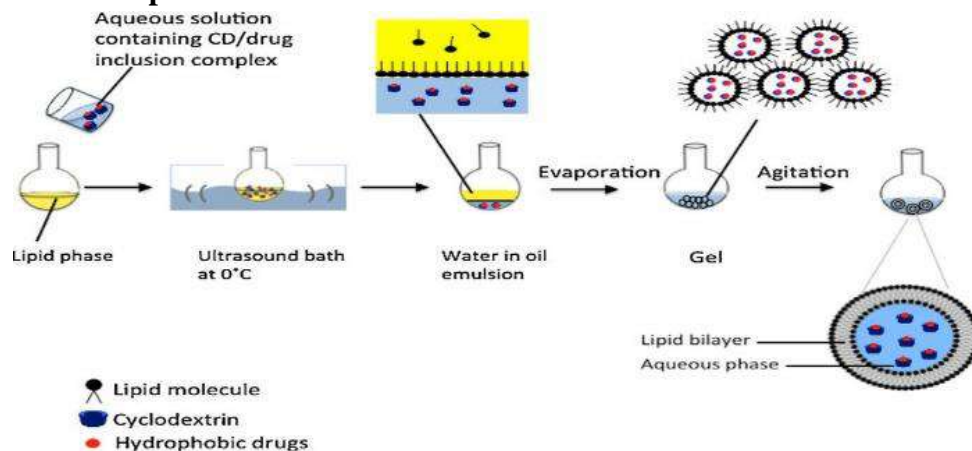 Aqueous solution
containing CD/drug
inclusion complex
Evaporation
Agitation
Lipid phase
Ultrasound bath
at 0˚C
Water in oil
emulsion
Gel
Lipid bilayer
Aqueous phase
Lipid molecule
Cyclodextrin
Hydrophobic drugs